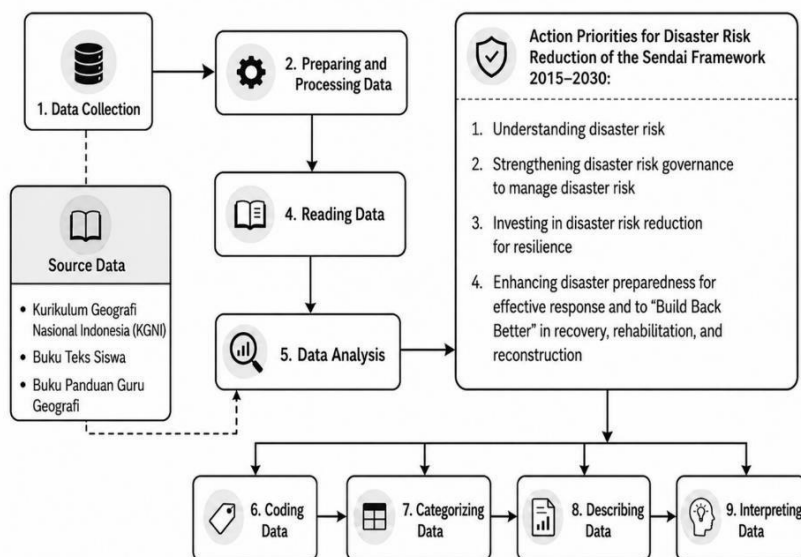 1. Data Collection
2. Preparing and
Processing Data
Action Priorities for Disaster Risk
Reduction of the Sendai Framework
2015–2030:
1. Understanding disaster risk
2. Strengthening disaster risk governance
to manage disaster risk
3. Investing in disaster risk reduction
for resilience
4. Enhancing disaster preparedness for
effective response and to “Build Back
Better” in recovery, rehabilitation, and
reconstruction
4. Reading Data
Source Data
• Kurikulum Geografi
Nasional Indonesia (KGNI)
• Buku Teks Siswa
• Buku Panduan Guru
Geografi
5. Data Analysis
6. Coding
Data
7. Categorizing
Data
8. Describing
Data
9. Interpreting
Data